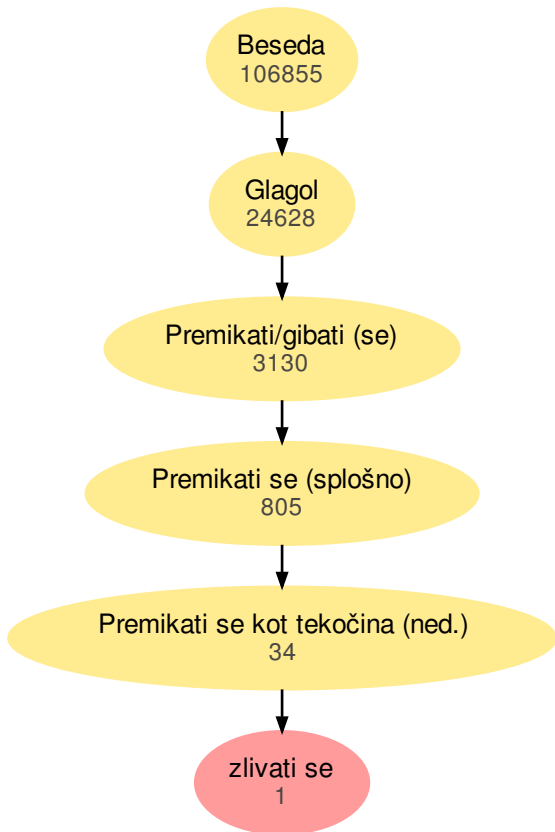 Beseda
106855
Glagol
24628
Premikati/gibati (se)
3130
Premikati se (splošno)
805
Premikati se kot tekočina (ned.)
34
zlivati se
1